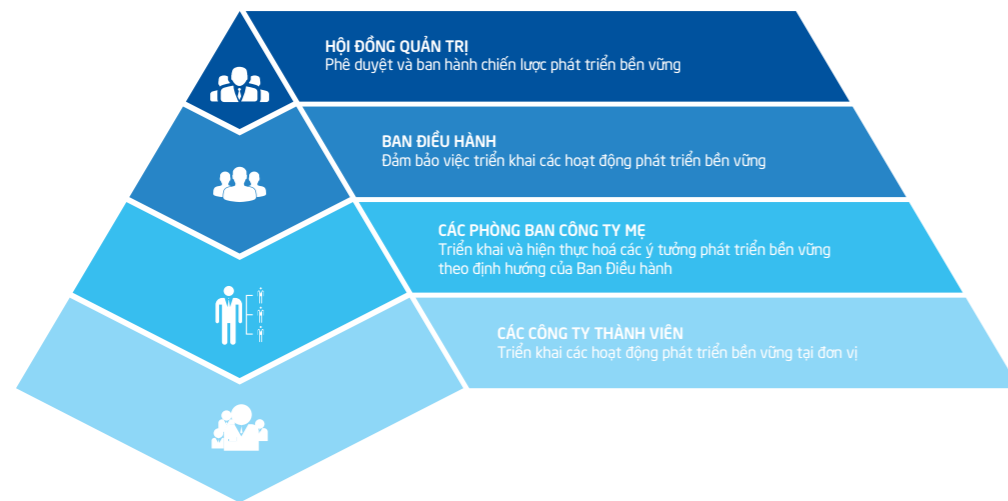 HỘI ĐỒNG QUẢN TRỊ
Phê duyệt và ban hành chiến lược phát triển bền vững
BAN ĐIỀU HÀNH
Đảm bảo việc triển khai các hoạt động phát triển bền vững
CÁC PHÒNG BAN CÔNG TY MẸ
Triển khai và hiện thực hoá các ý tưởng phát triển bền vững
theo định hướng của Ban Điều hành
CÁC CÔNG TY THÀNH VIÊN
Triển khai các hoạt động phát triển bền vững tại đơn vị